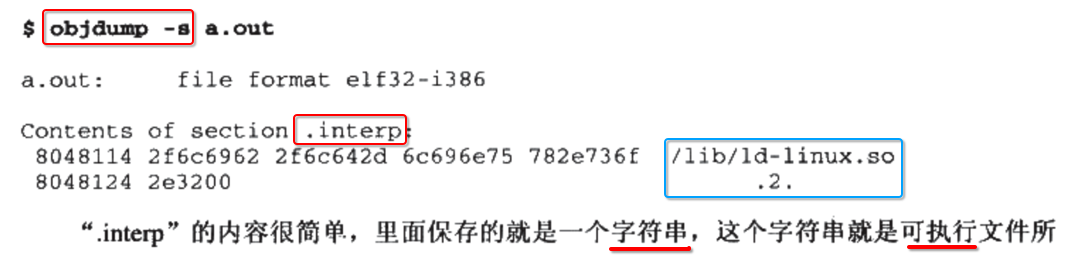 $ objdump -s a.out
a.out:     file format elf32-i386
Contents of section .interp:
8048114 2f6c6962 2f6c642d 6c696e75 782e736f  /lib/ld-linux.so
8048124 2e3200                               .2.
“.interp”的内容很简单，里面保存的就是一个字符串，这个字符串就是可执行文件所